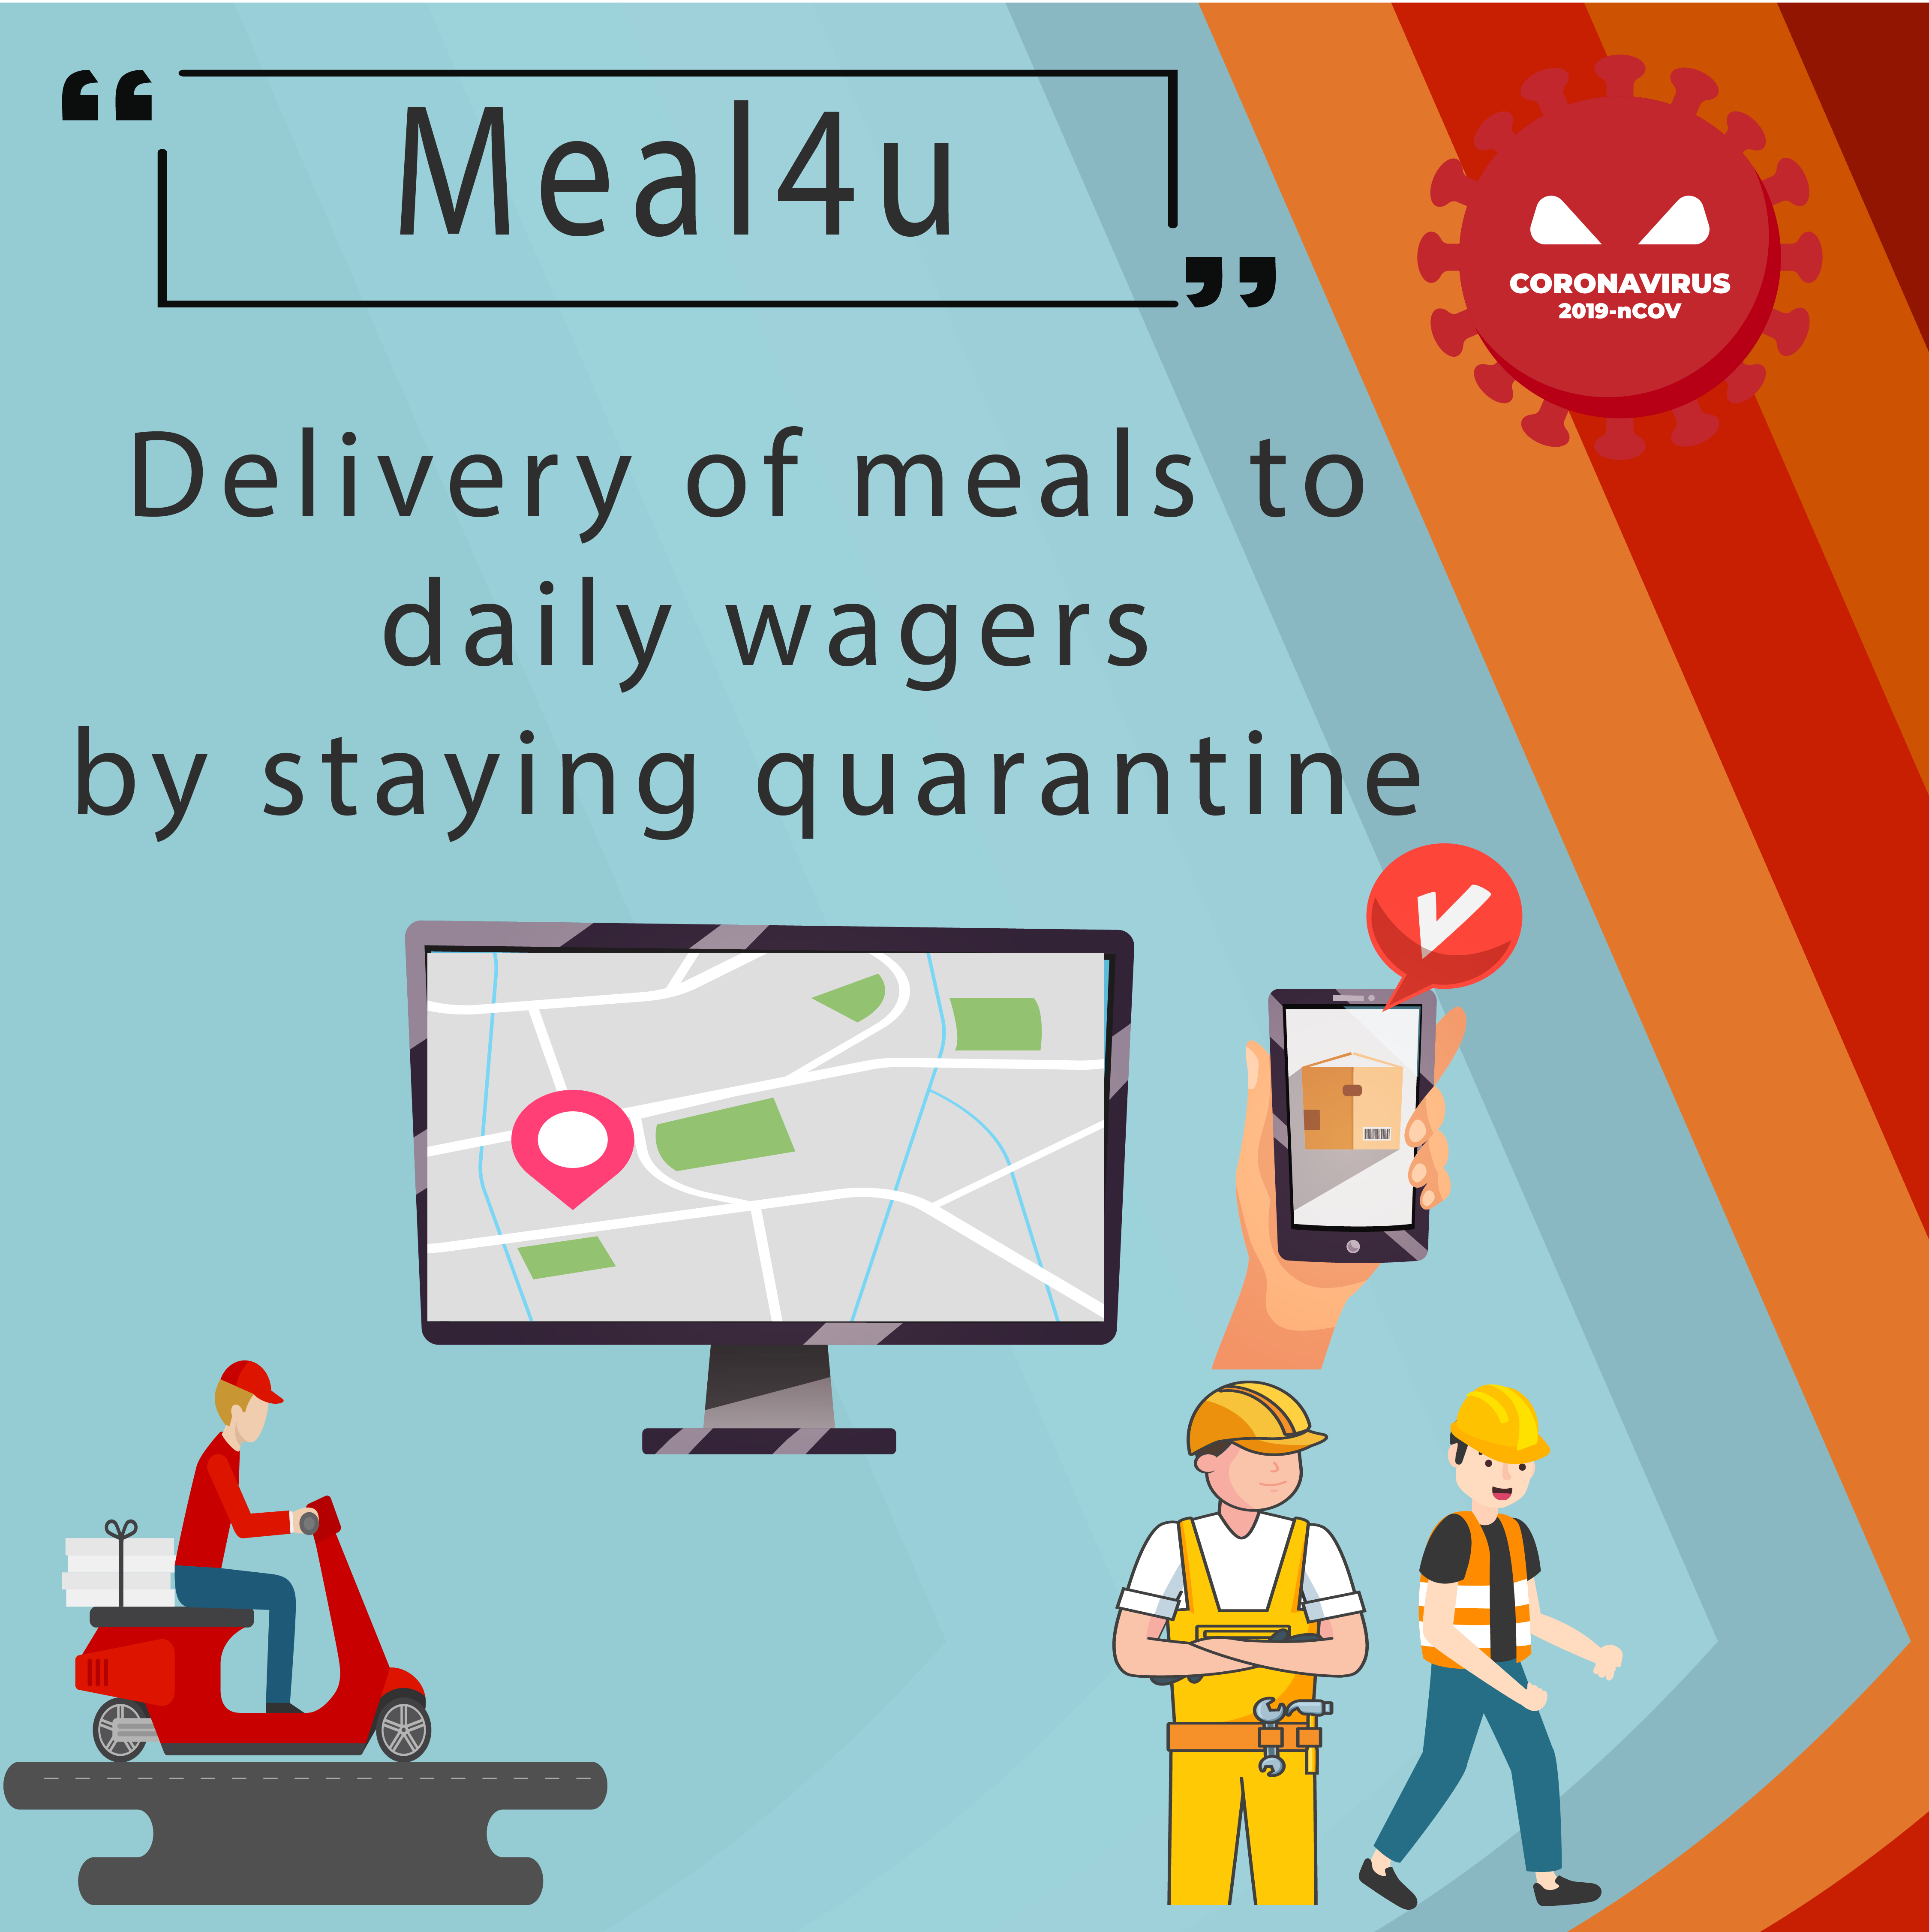 “ Meal4u ”
CORONAVIRUS
2019-nCOV
Delivery of meals to
daily wagers
by staying quarantine